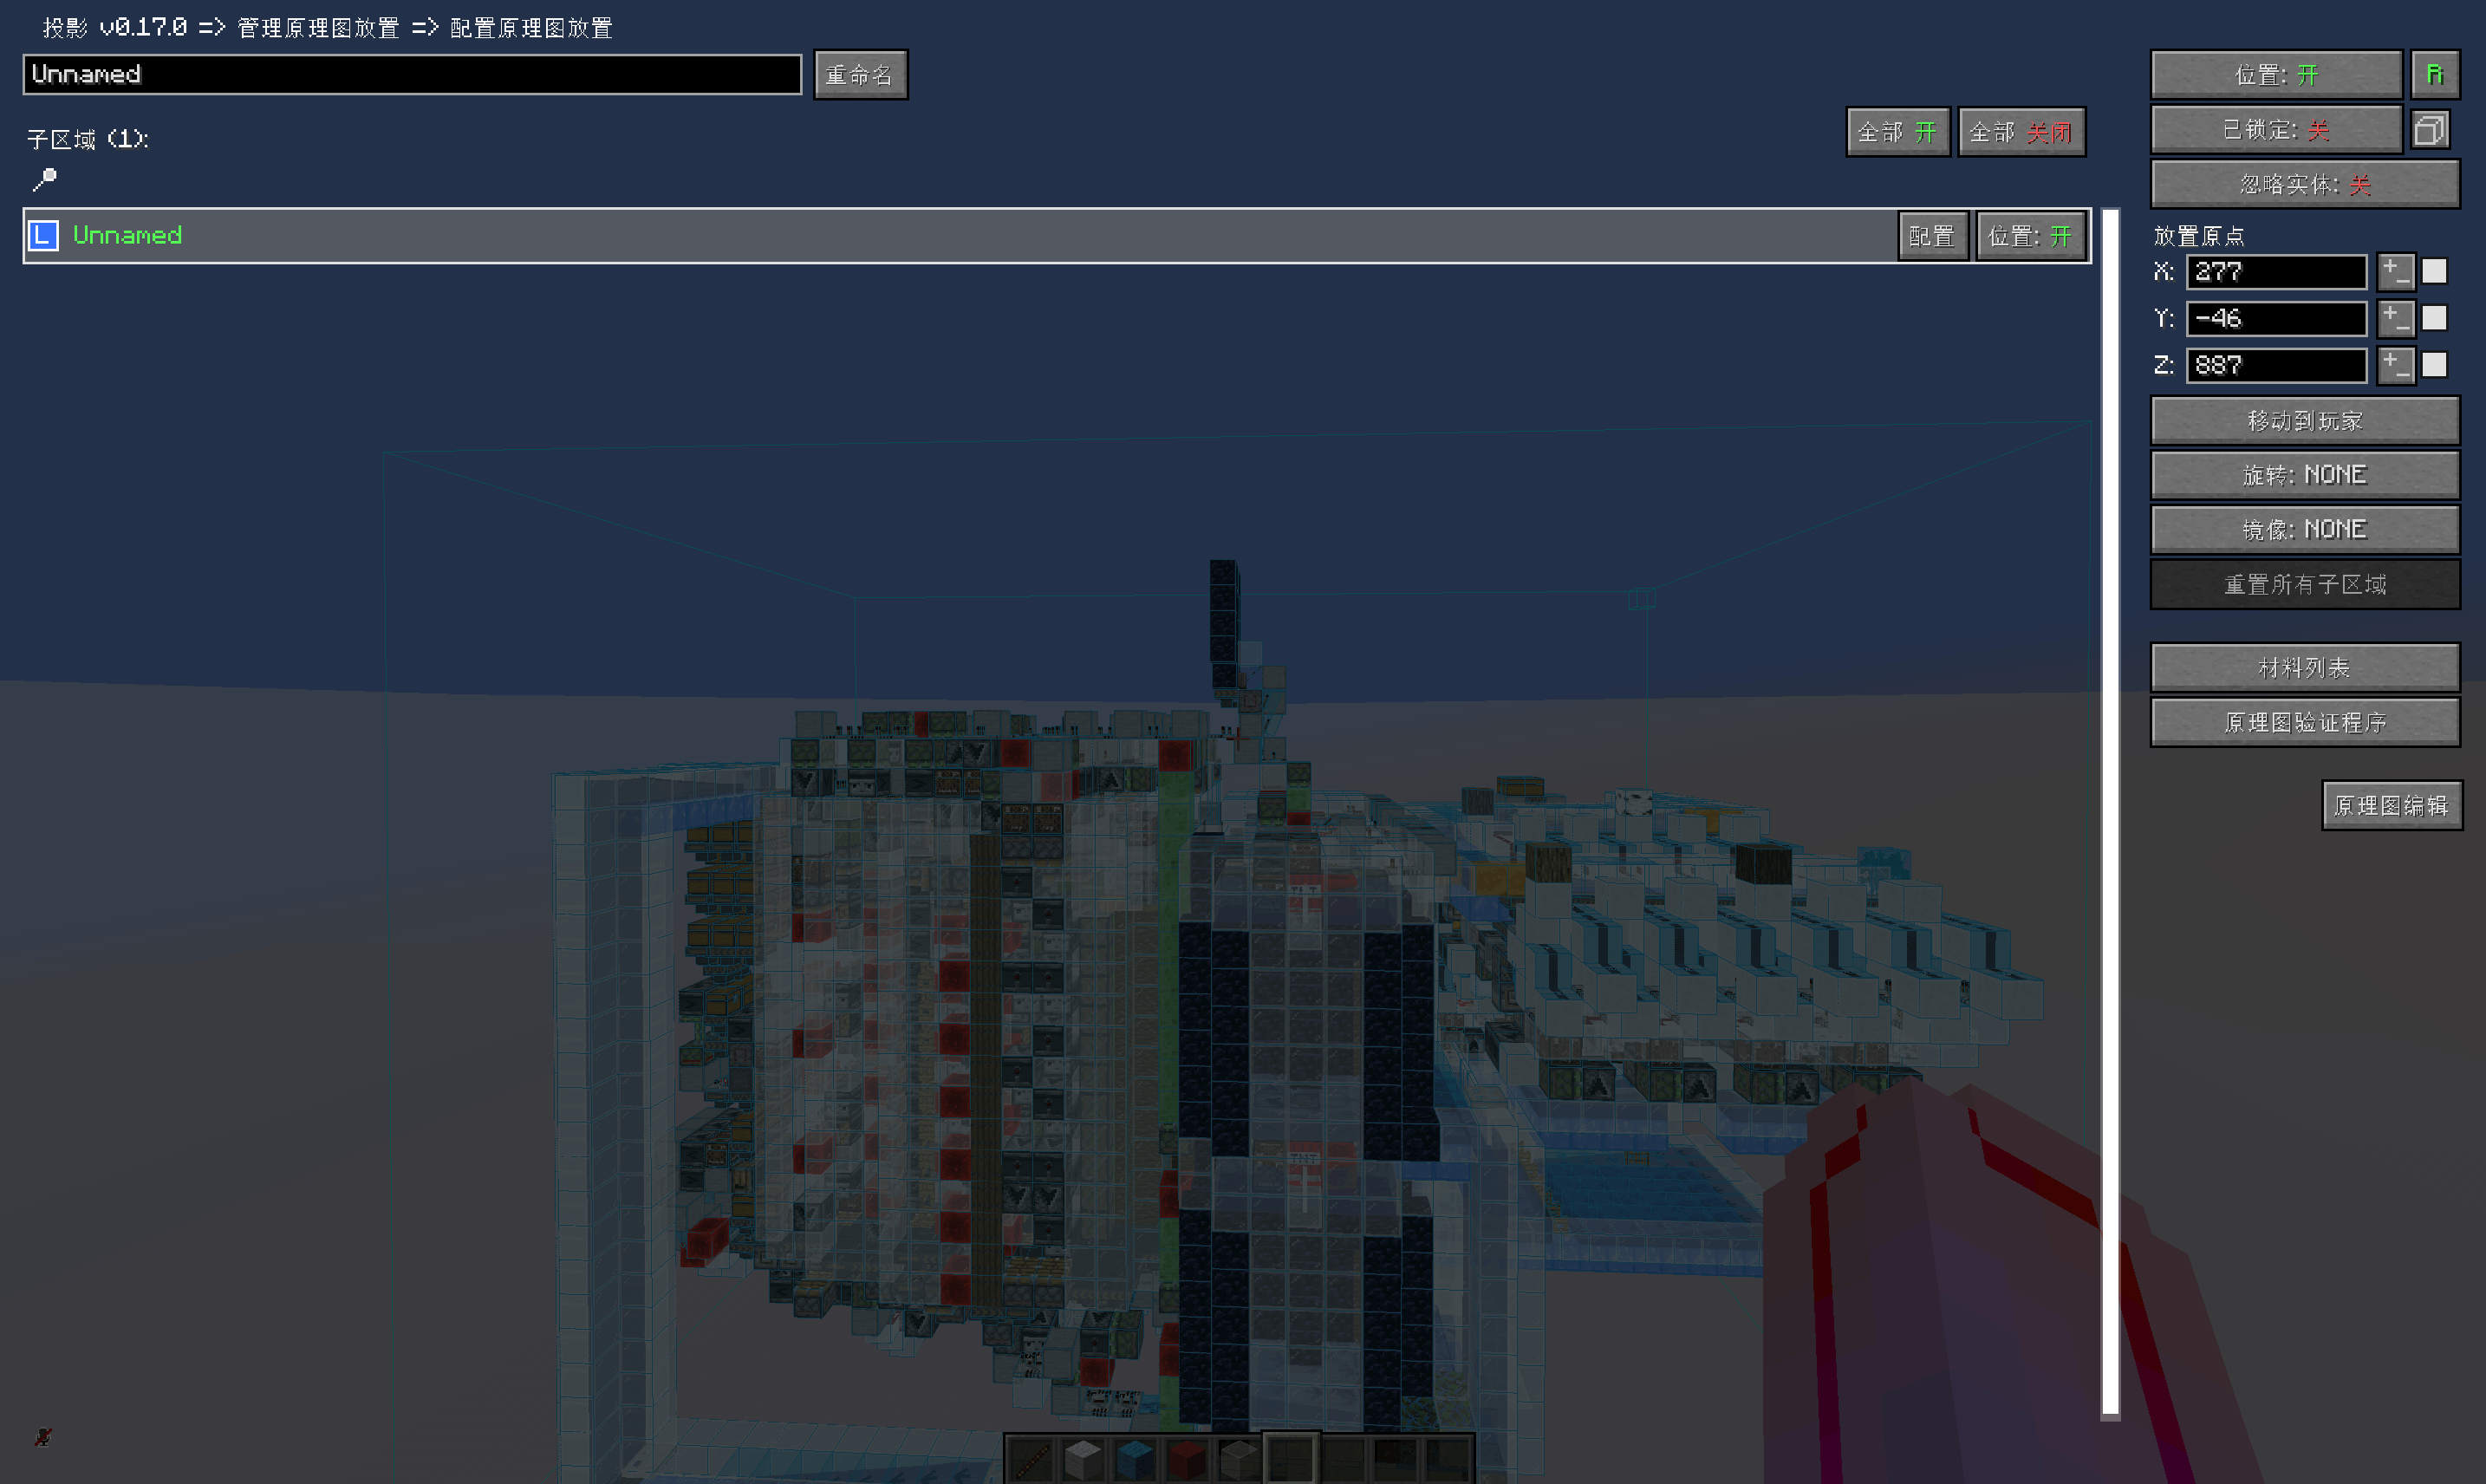 投影 v0.17.0 => 管理原理图放置 => 配置原理图放置
Unnamed
重命名
位置: 开
R
全部 开
全部 关闭
已锁定: 关
子区域 (1):
忽略实体: 关
L Unnamed
配置
位置: 开
放置原点
X: 277
Y: -46
Z: 887
移动到玩家
旋转: NONE
镜像: NONE
重置所有子区域
材料列表
原理图验证程序
原理图编辑